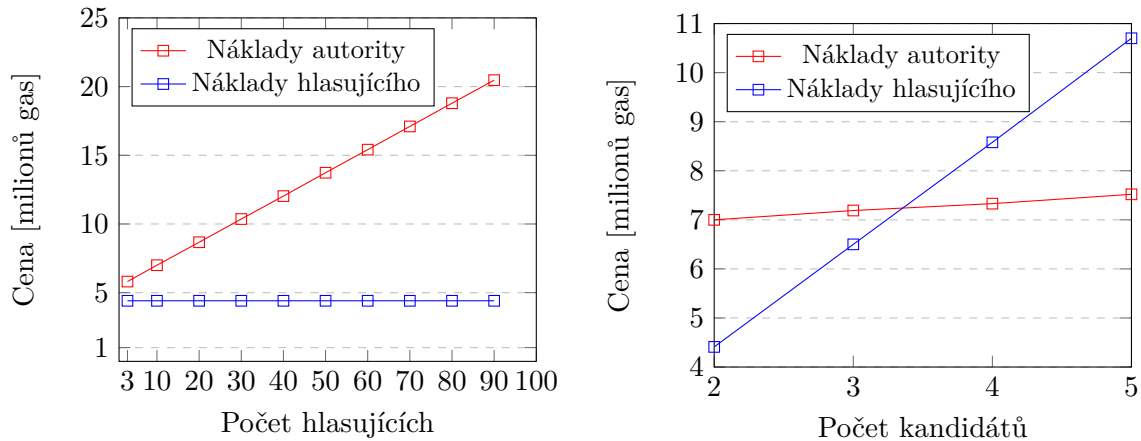 25
20
15
10
5
1
Cena [milionů gas]
Náklady autority
Náklady hlasujícího
3 10 20 30 40 50 60 70 80 90 100
Počet hlasujících
11
10
9
8
7
6
5
4
Cena [milionů gas]
Náklady autority
Náklady hlasujícího
2 3 4 5
Počet kandidátů